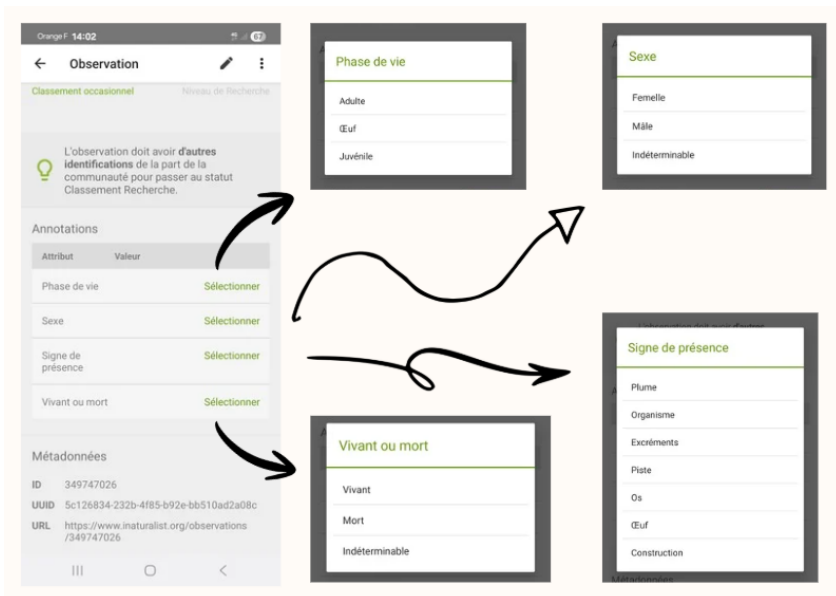 Orange F 14:02
Observation
Classement occasionnel Niveau de Recherche
L'observation doit avoir d'autres
identifications de la part de la
communauté pour passer au statut
Classement Recherche.
Annotations
Attribut Valeur
Phase de vie Sélectionner
Sexe Sélectionner
Signe de
présence
Sélectionner
Vivant ou mort Sélectionner
Métadonnées
ID 349747026
UUID 5c126834-232b-4f85-b92e-bb510ad2a08c
URL https://www.inaturalist.org/observations
/349747026
Phase de vie
Adulte
Œuf
Juvénile
Sexe
Femelle
Mâle
Indéterminable
Vivant ou mort
Vivant
Mort
Indéterminable
Signe de présence
Plume
Organisme
Excréments
Piste
Os
Œuf
Construction
Métadonnées